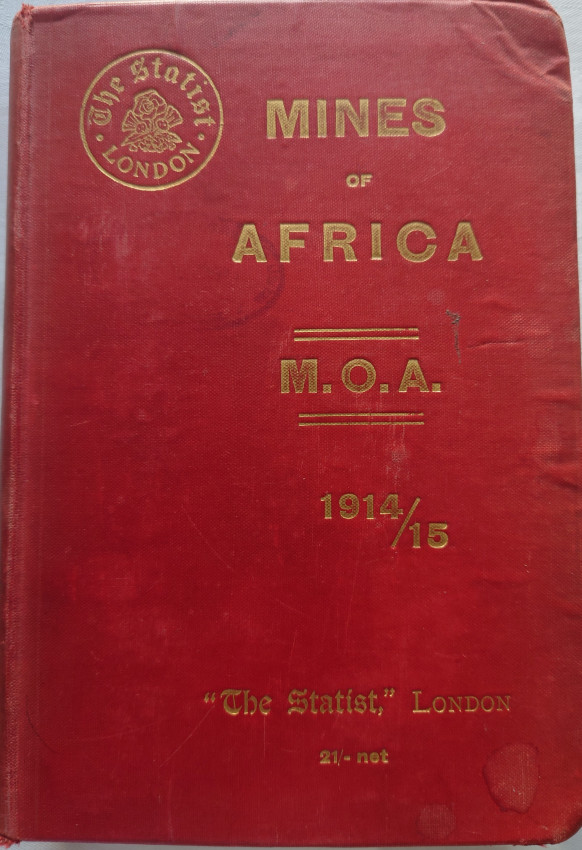 The Statist
LONDON
MINES
OF
AFRICA
M.O.A.
1914/15
"The Statist," LONDON
21/- net